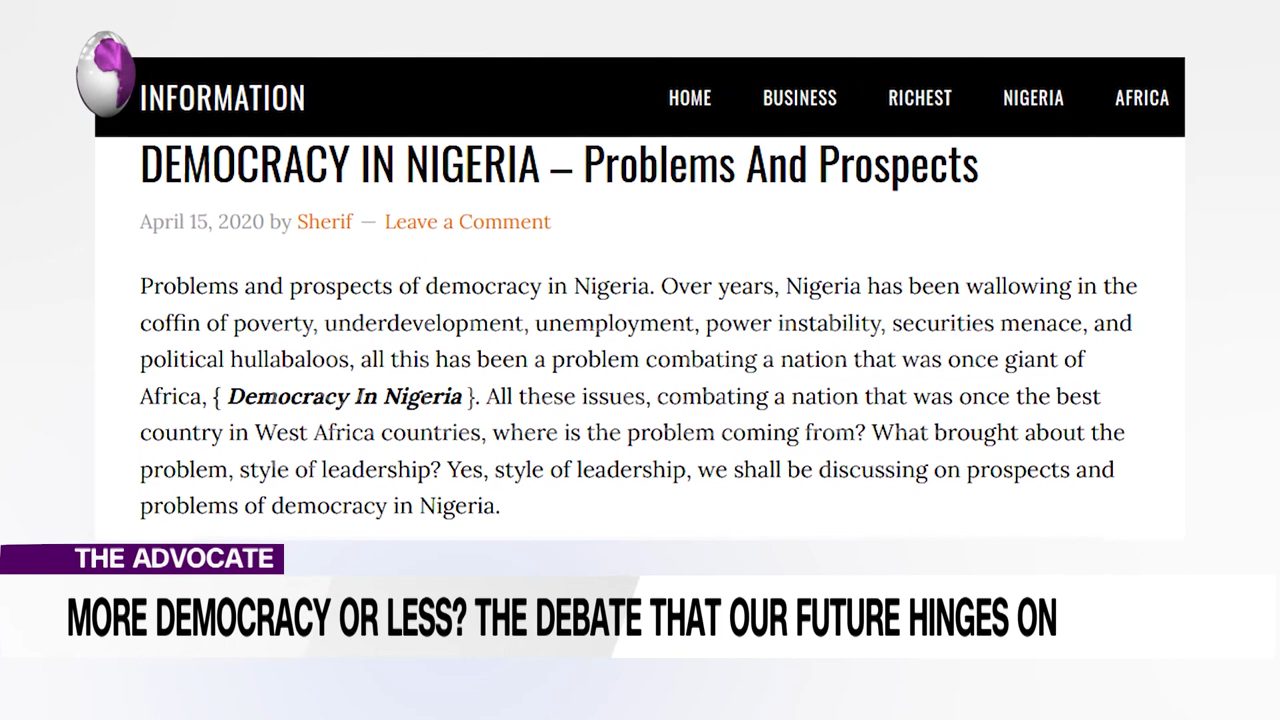 INFORMATION
HOME BUSINESS RICHEST NIGERIA AFRICA
DEMOCRACY IN NIGERIA – Problems And Prospects
April 15, 2020 by Sherif — Leave a Comment
Problems and prospects of democracy in Nigeria. Over years, Nigeria has been wallowing in the
coffin of poverty, underdevelopment, unemployment, power instability, securities menace, and
political hullabaloos, all this has been a problem combating a nation that was once giant of
Africa, { Democracy In Nigeria }. All these issues, combating a nation that was once the best
country in West Africa countries, where is the problem coming from? What brought about the
problem, style of leadership? Yes, style of leadership, we shall be discussing on prospects and
problems of democracy in Nigeria.
THE ADVOCATE
MORE DEMOCRACY OR LESS? THE DEBATE THAT OUR FUTURE HINGES ON